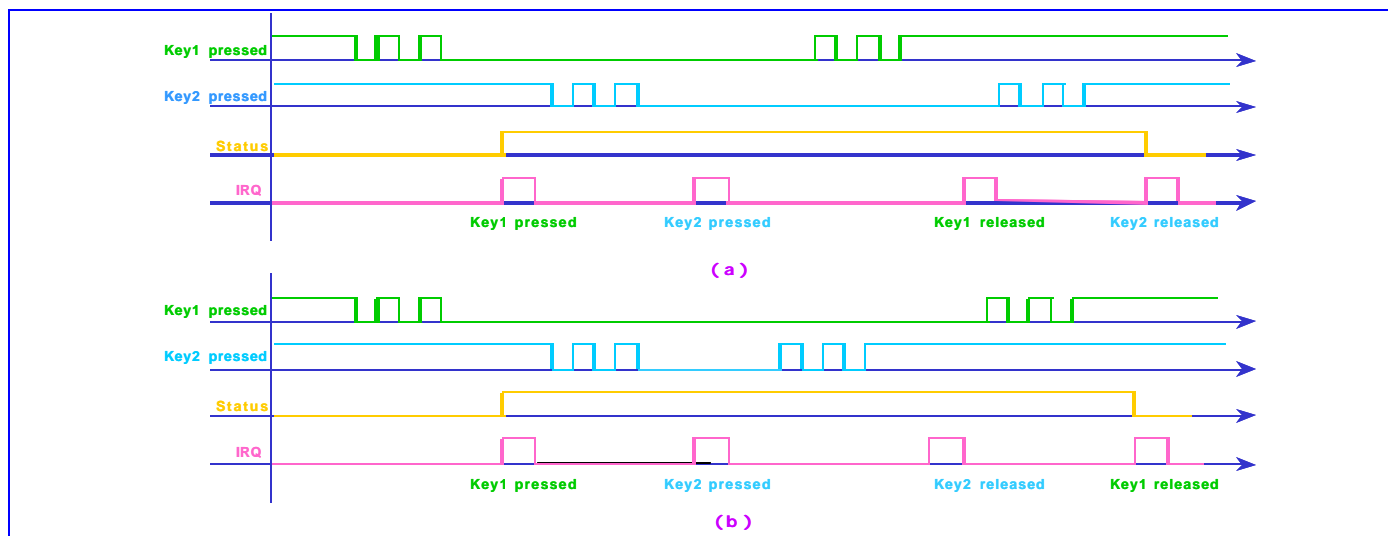 Key1 pressed
Key2 pressed
Status
IRQ
Key1 pressed Key2 pressed Key1 released Key2 released
(a)
Key1 pressed
Key2 pressed
Status
IRQ
Key1 pressed Key2 pressed Key2 released Key1 released
(b)